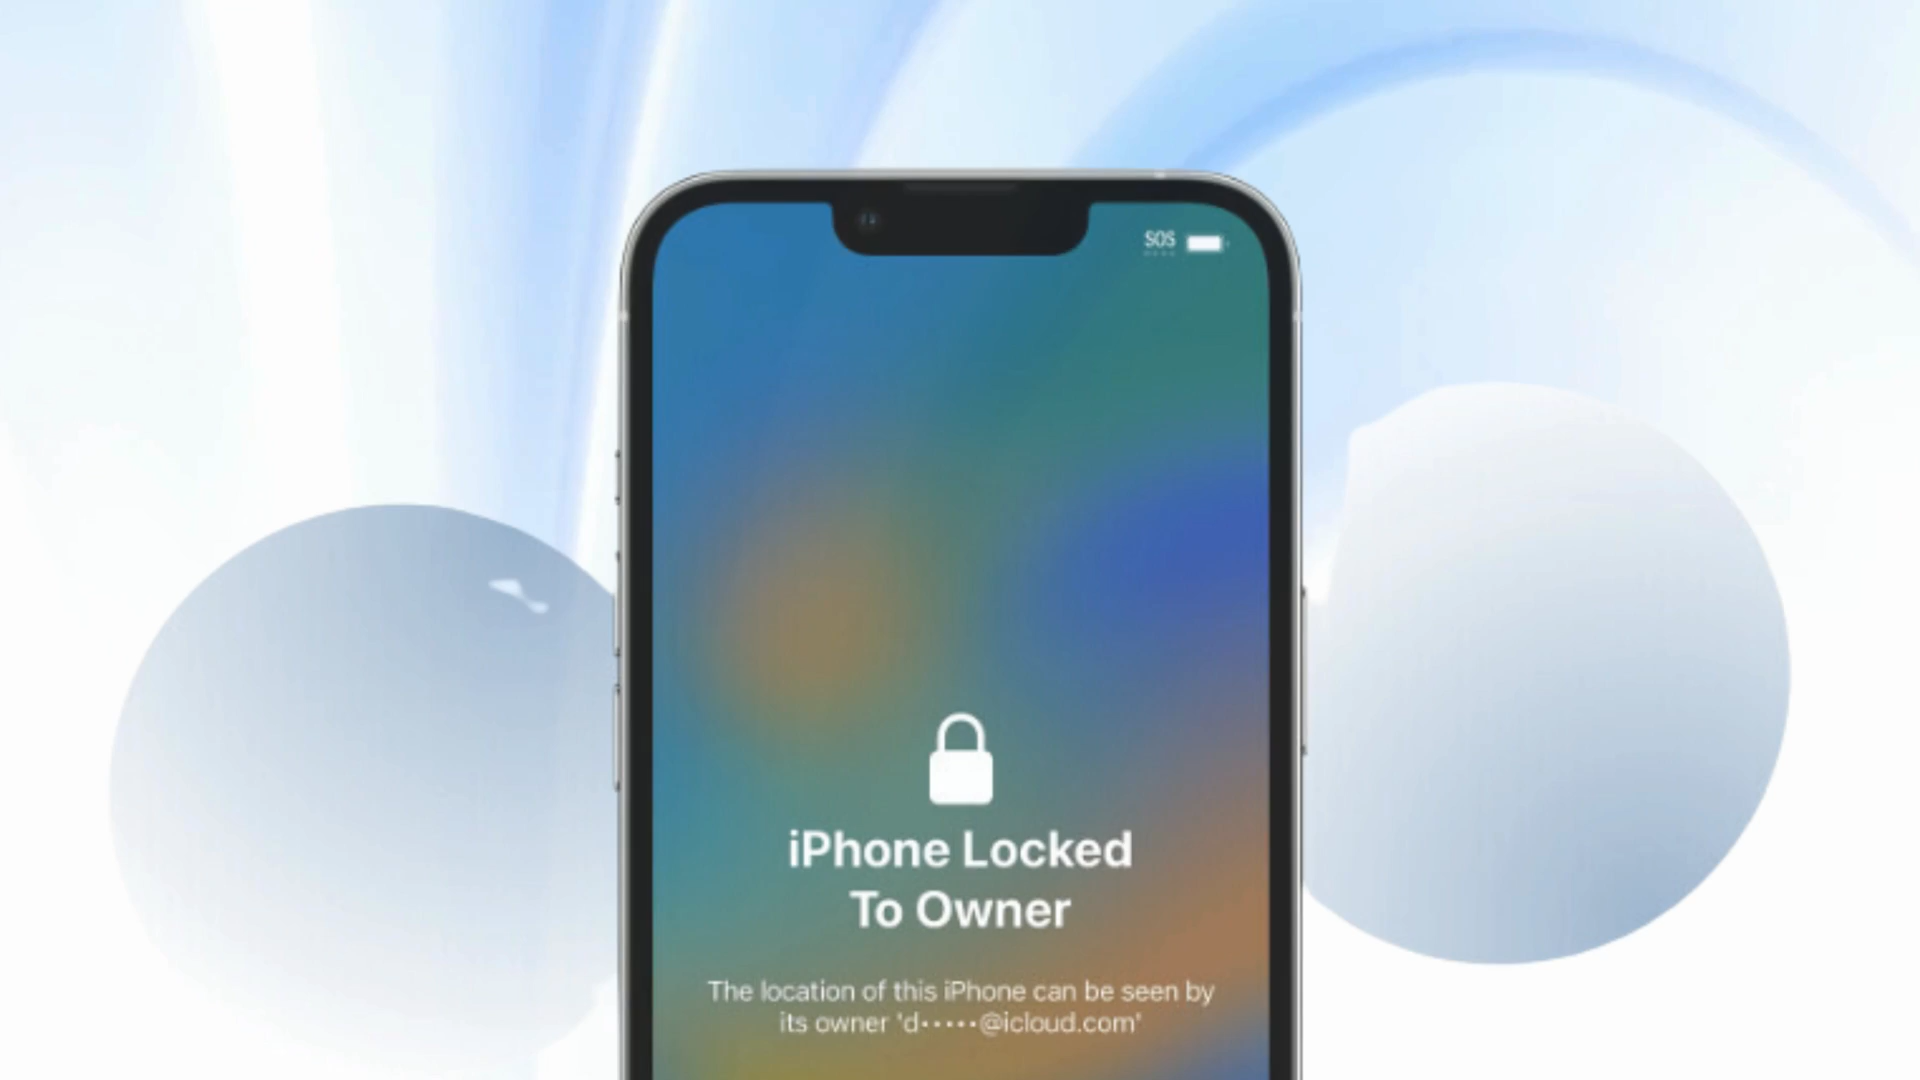 SOS
iPhone Locked
To Owner
The location of this iPhone can be seen by
its owner 'd•••••@icloud.com'